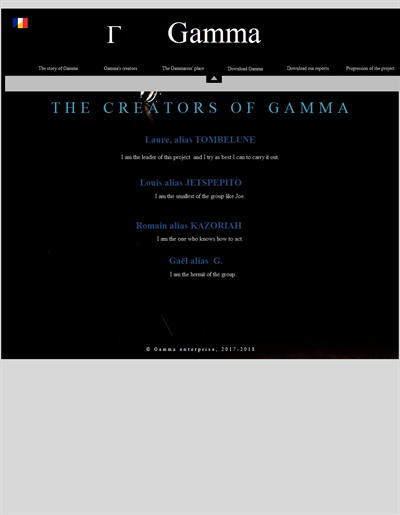 Γ Gamma
The story of Gamma Gamma's creators The Gammarons' place Download Gamma Download our reports Progression of the project
THE CREATORS OF GAMMA
Laure, alias TOMBELUNE
I am the leader of this project and I try as best I can to carry it out.
Louis alias JETSPEPITO
I am the smallest of the group like Joe.
Romain alias KAZORIAH
I am the one who knows how to act.
Gaël alias G.
I am the hermit of the group.
© Gamma enterprise, 2017-2018